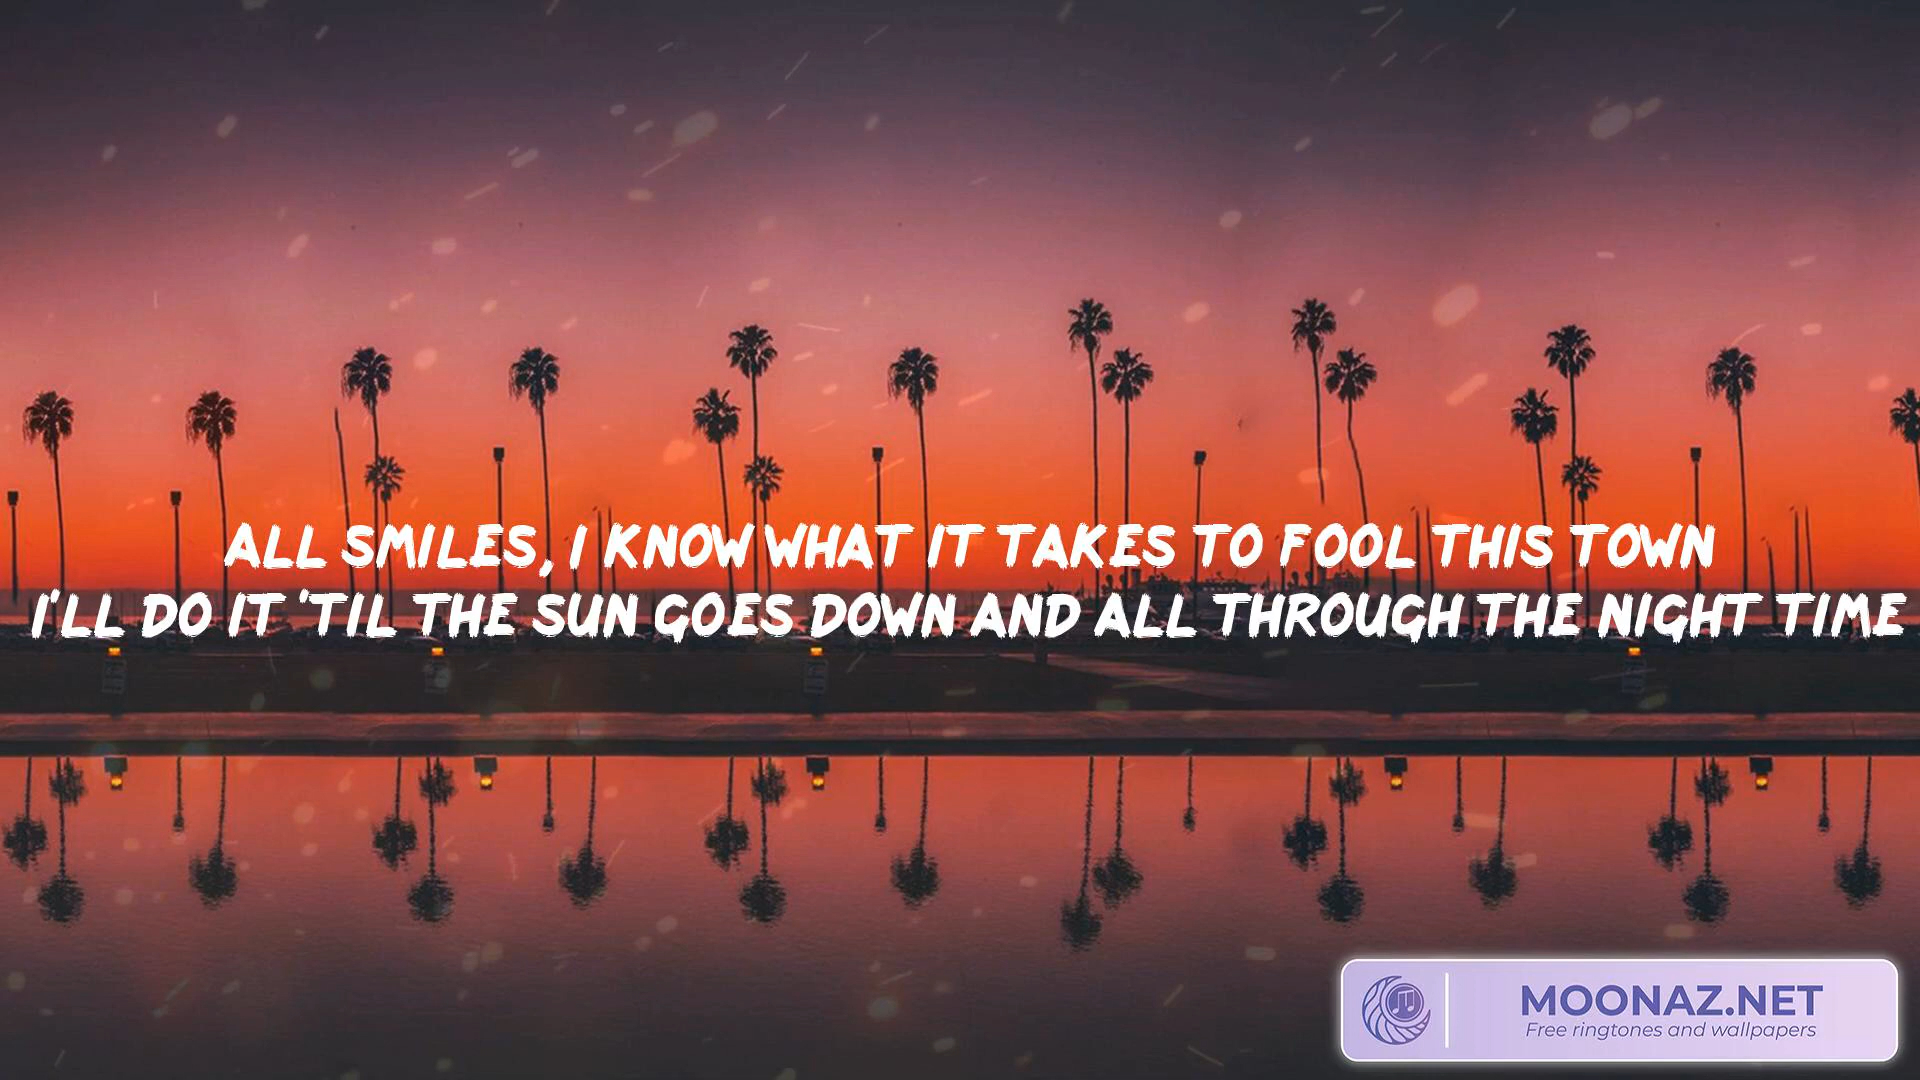 ALL SMILES, I KNOW WHAT IT TAKES TO FOOL THIS TOWN
I'LL DO IT 'TIL THE SUN GOES DOWN AND ALL THROUGH THE NIGHT TIME
MOONAZ.NET
Free ringtones and wallpapers